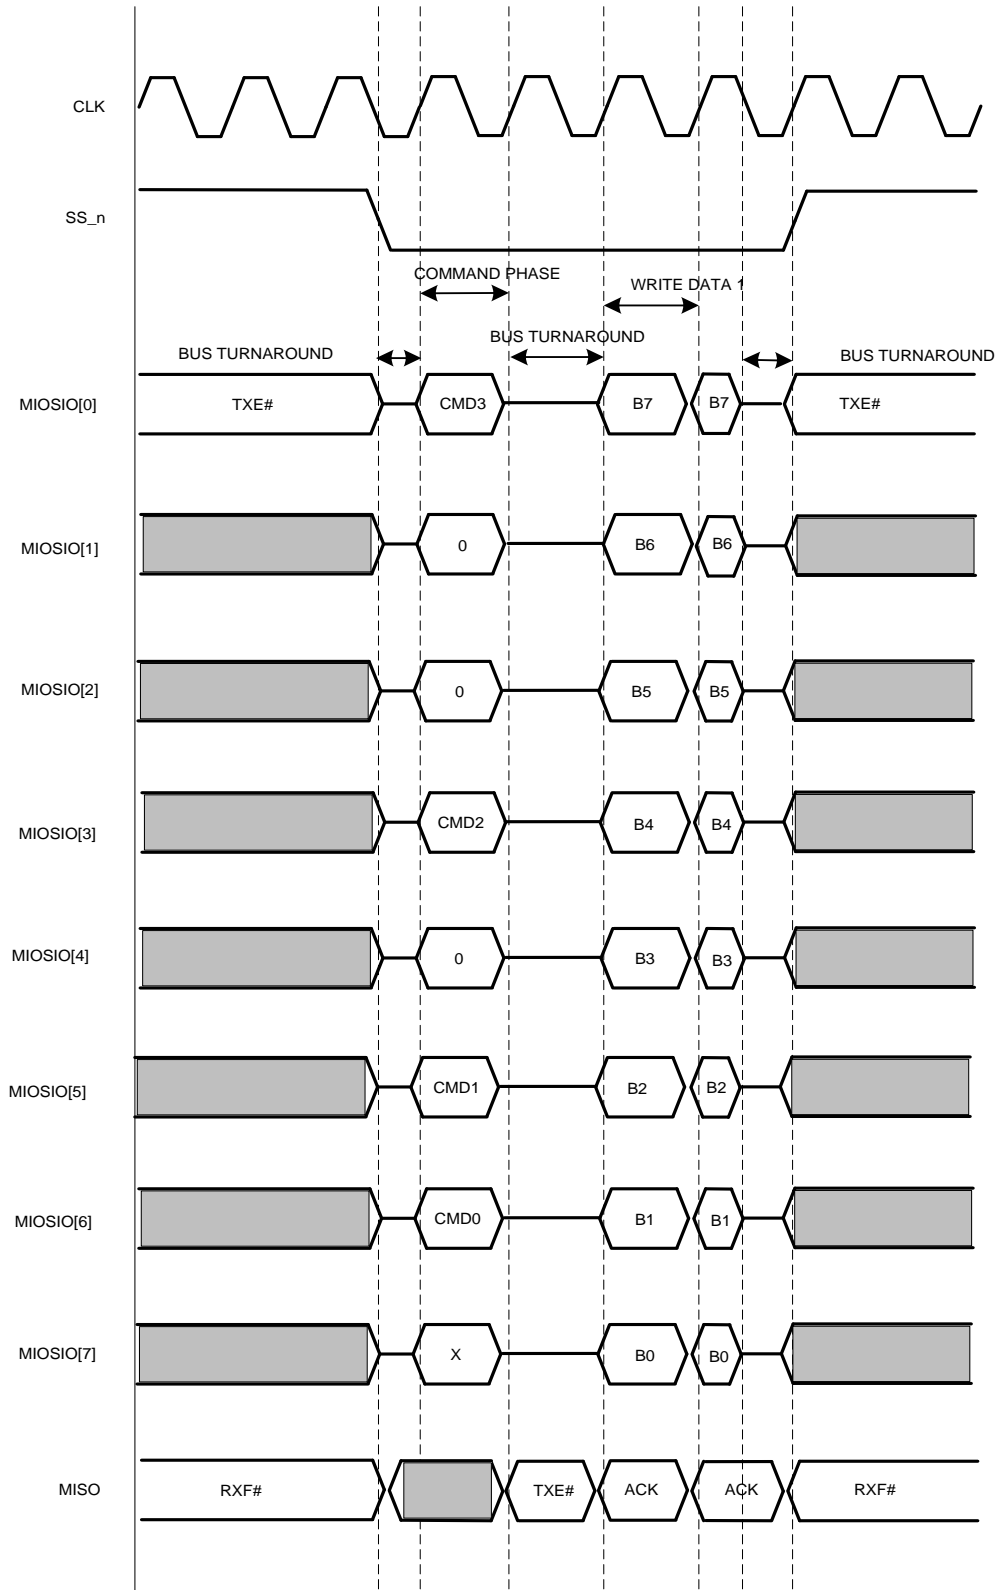 CLK
SS_n
COMMAND PHASE
WRITE DATA 1
BUS TURNAROUND
BUS TURNAROUND
BUS TURNAROUND
MIOSIO[0] TXE# CMD3 B7 B7 TXE#
MIOSIO[1] 0 B6 B6
MIOSIO[2] 0 B5 B5
MIOSIO[3] CMD2 B4 B4
MIOSIO[4] 0 B3 B3
MIOSIO[5] CMD1 B2 B2
MIOSIO[6] CMD0 B1 B1
MIOSIO[7] X B0 B0
MISO RXF# TXE# ACK ACK RXF#